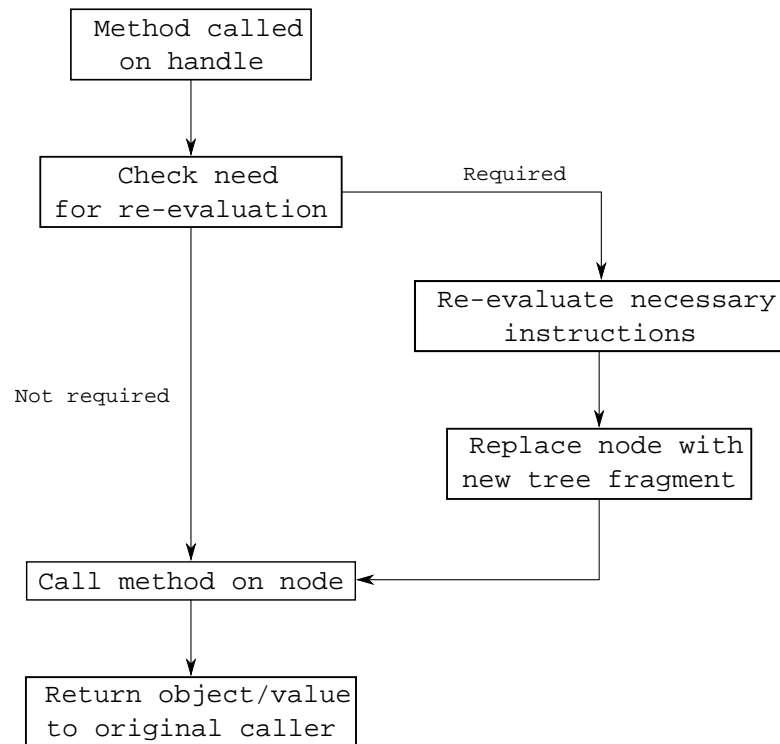 Method called
on handle
Check need
for re-evaluation
Required
Re-evaluate necessary
instructions
Not required
Replace node with
new tree fragment
Call method on node
Return object/value
to original caller